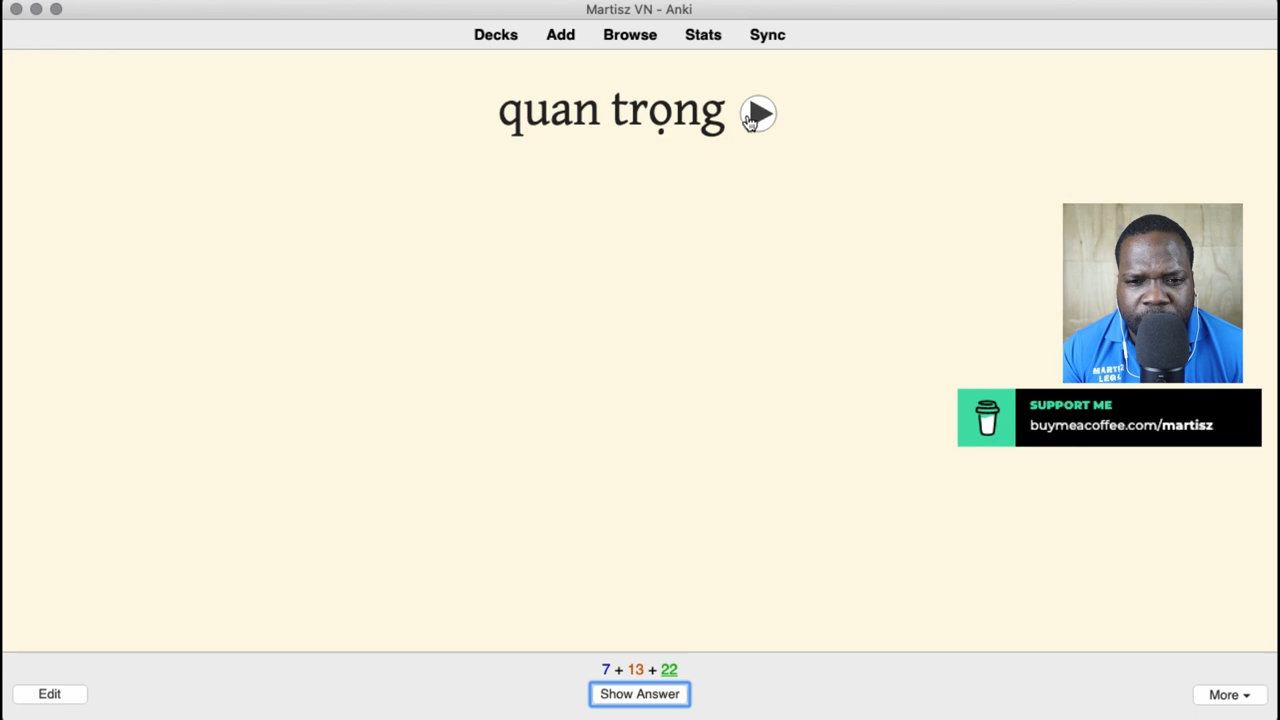 Martisz VN - Anki
Decks Add Browse Stats Sync
quan trọng
SUPPORT ME
buymeacoffee.com/martisz
7 + 13 + 22
Edit Show Answer More